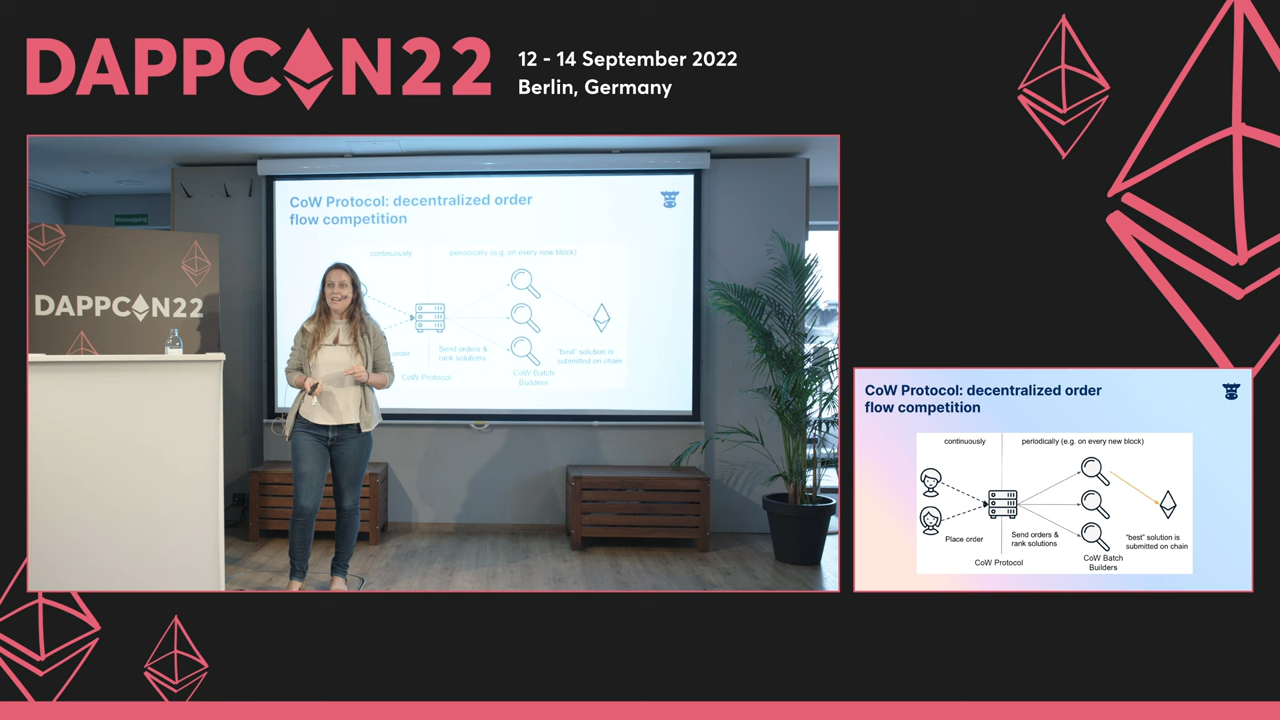 DAPPCON22
12 - 14 September 2022
Berlin, Germany
DAPPCON22
CoW Protocol: decentralized order
flow competition
continuously
periodically (e.g. on every new block)
order
Send orders &
rank solutions
"best" solution is
submitted on chain
CoW Protocol
CoW Batch
Builders
CoW Protocol: decentralized order
flow competition
continuously
periodically (e.g. on every new block)
Place order
Send orders &
rank solutions
"best" solution is
submitted on chain
CoW Protocol
CoW Batch
Builders